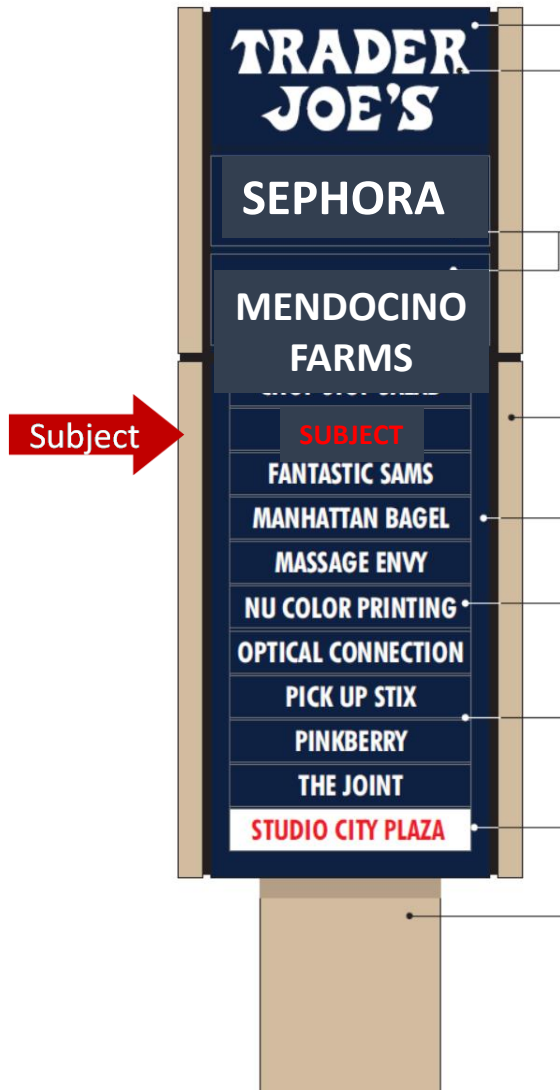 TRADER
JOE'S
SEPHORA
MENDOCINO
FARMS
Subject
SUBJECT
FANTASTIC SAMS
MANHATTAN BAGEL
MASSAGE ENVY
NU COLOR PRINTING
OPTICAL CONNECTION
PICK UP STIX
PINKBERRY
THE JOINT
STUDIO CITY PLAZA